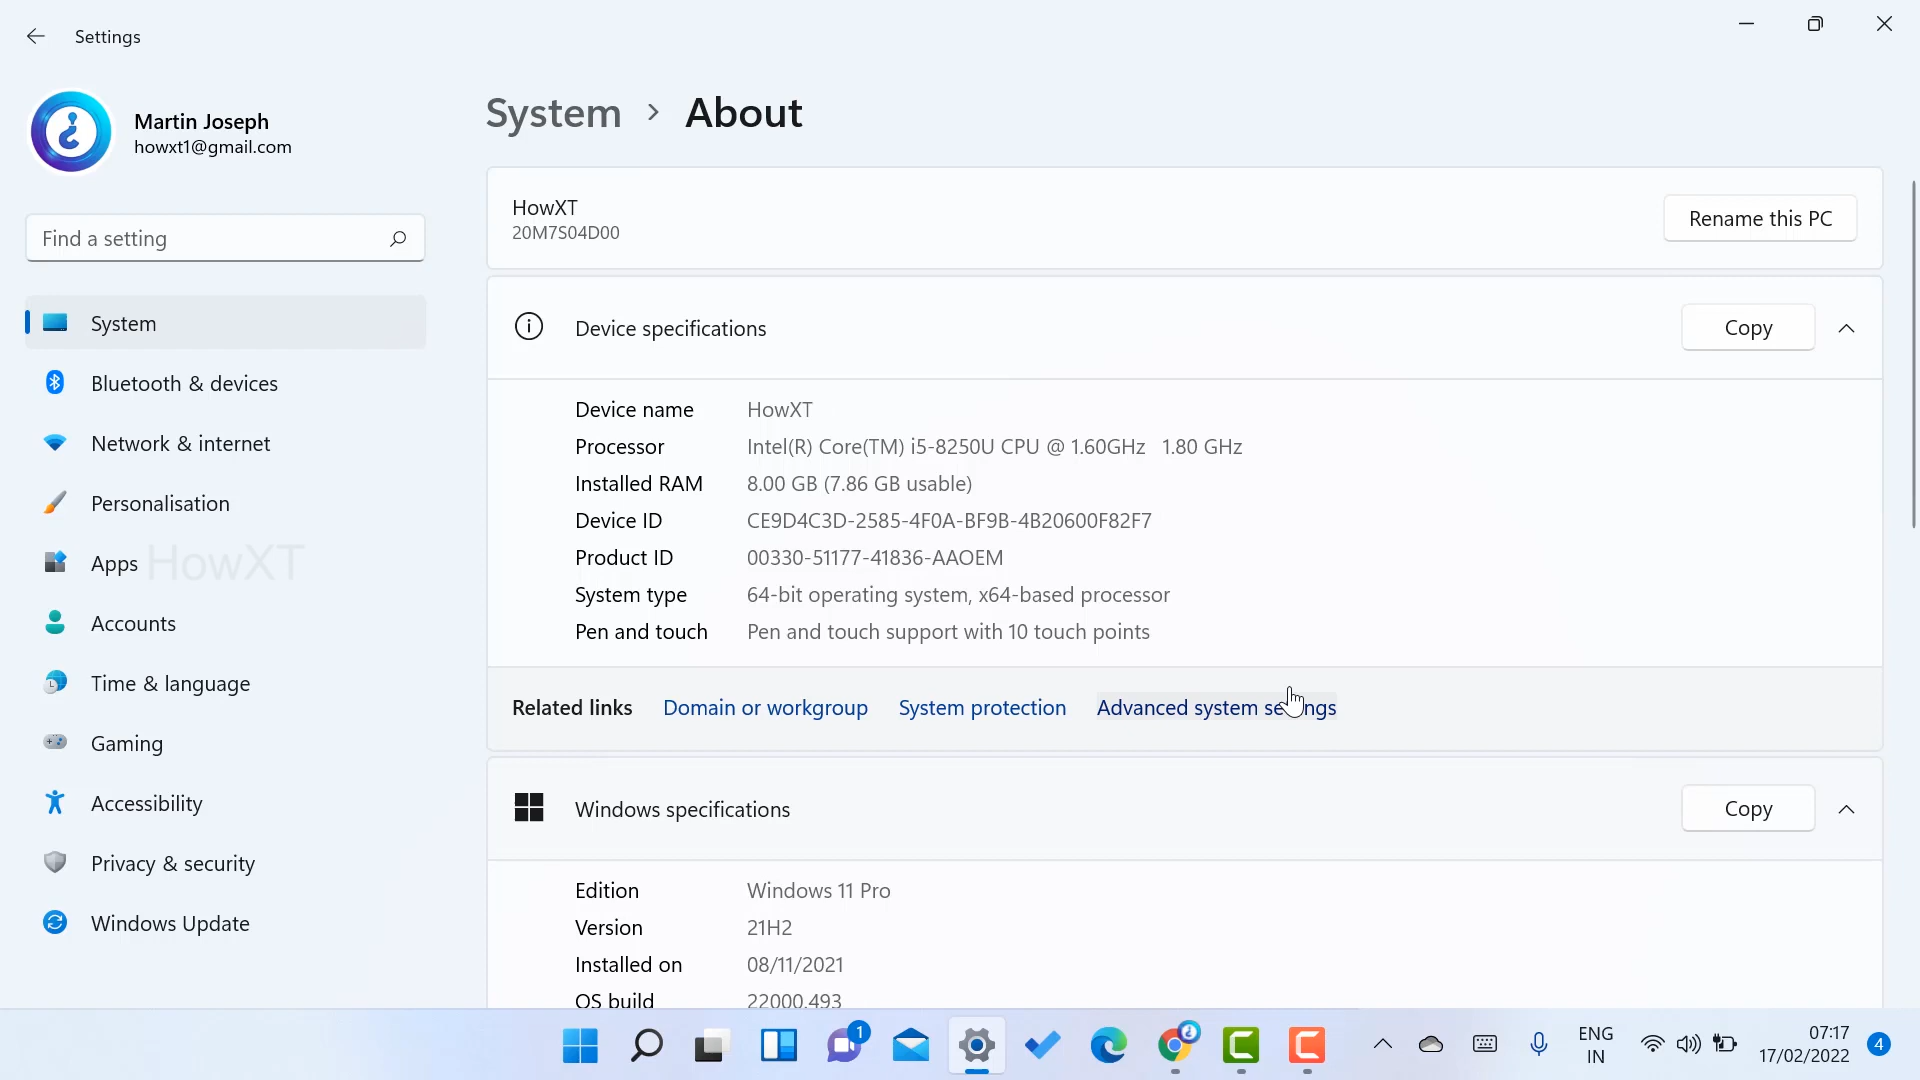 Settings
Martin Joseph
howxt1@gmail.com
Find a setting
System
Bluetooth & devices
Network & internet
Personalisation
Apps
HowXT
Accounts
Time & language
Gaming
Accessibility
Privacy & security
Windows Update
System > About
HowXT
20M7S04D00
Rename this PC
Device specifications
Copy
Device name HowXT
Processor Intel(R) Core(TM) i5-8250U CPU @ 1.60GHz 1.80 GHz
Installed RAM 8.00 GB (7.86 GB usable)
Device ID CE9D4C3D-2585-4F0A-BF9B-4B20600F82F7
Product ID 00330-51177-41836-AAOEM
System type 64-bit operating system, x64-based processor
Pen and touch Pen and touch support with 10 touch points
Related links Domain or workgroup System protection Advanced system settings
Windows specifications
Copy
Edition Windows 11 Pro
Version 21H2
Installed on 08/11/2021
OS build 22000.493
1
ENG
IN
07:17
17/02/2022
4